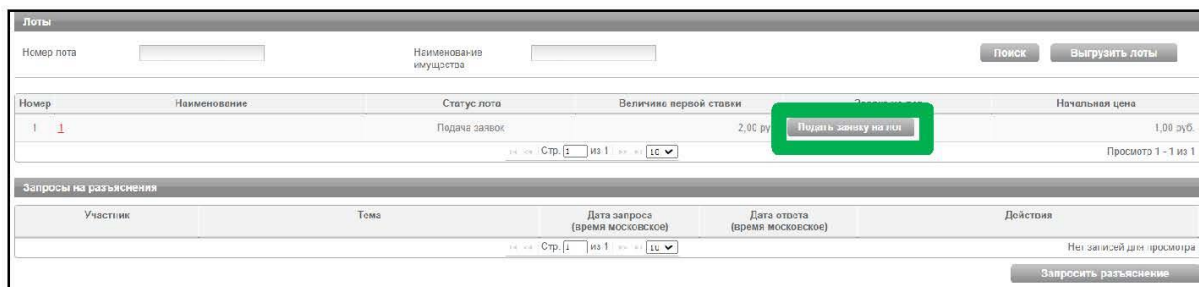 Лоты
Номер лота
Наименование
имущества
Поиск
Выгрузить лоты
Номер Наименование Статус лота Величина первой ставки Начальная цена
1 1 Подача заявок 2,00 ру Подать заявку на лот 1,00 руб.
Стр. 1 из 1 10 Просмотр 1 - 1 из 1
Запросы на разъяснения
Участник Тема Дата запроса Дата ответа Действия
(время московское) (время московское)
Стр. 1 из 1 10 Нет записей для просмотра
Запросить разъяснение